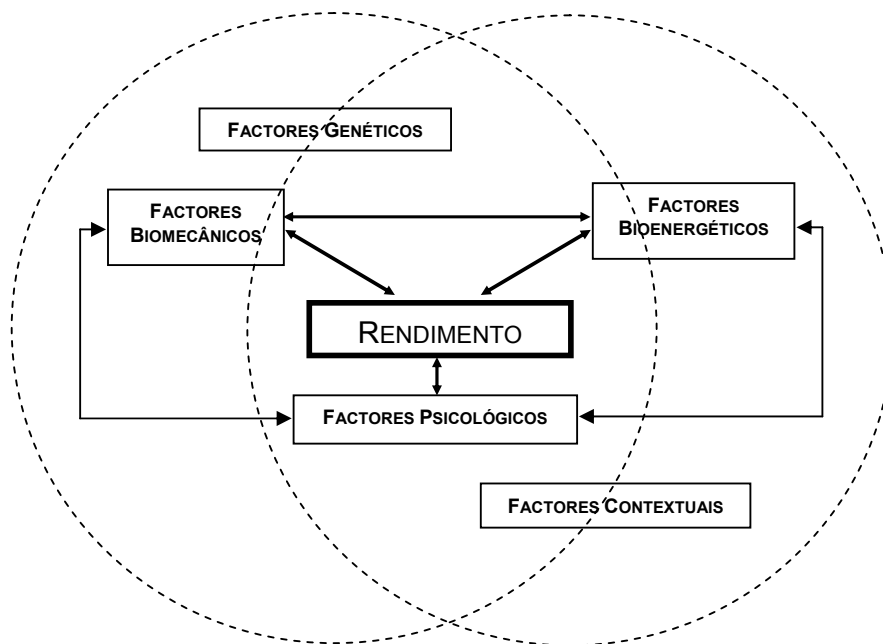 FACTORES GENÉTICOS
FACTORES
BIOMECÂNICOS
FACTORES
BIOENERGÉTICOS
RENDIMENTO
FACTORES PSICOLÓGICOS
FACTORES CONTEXTUAIS